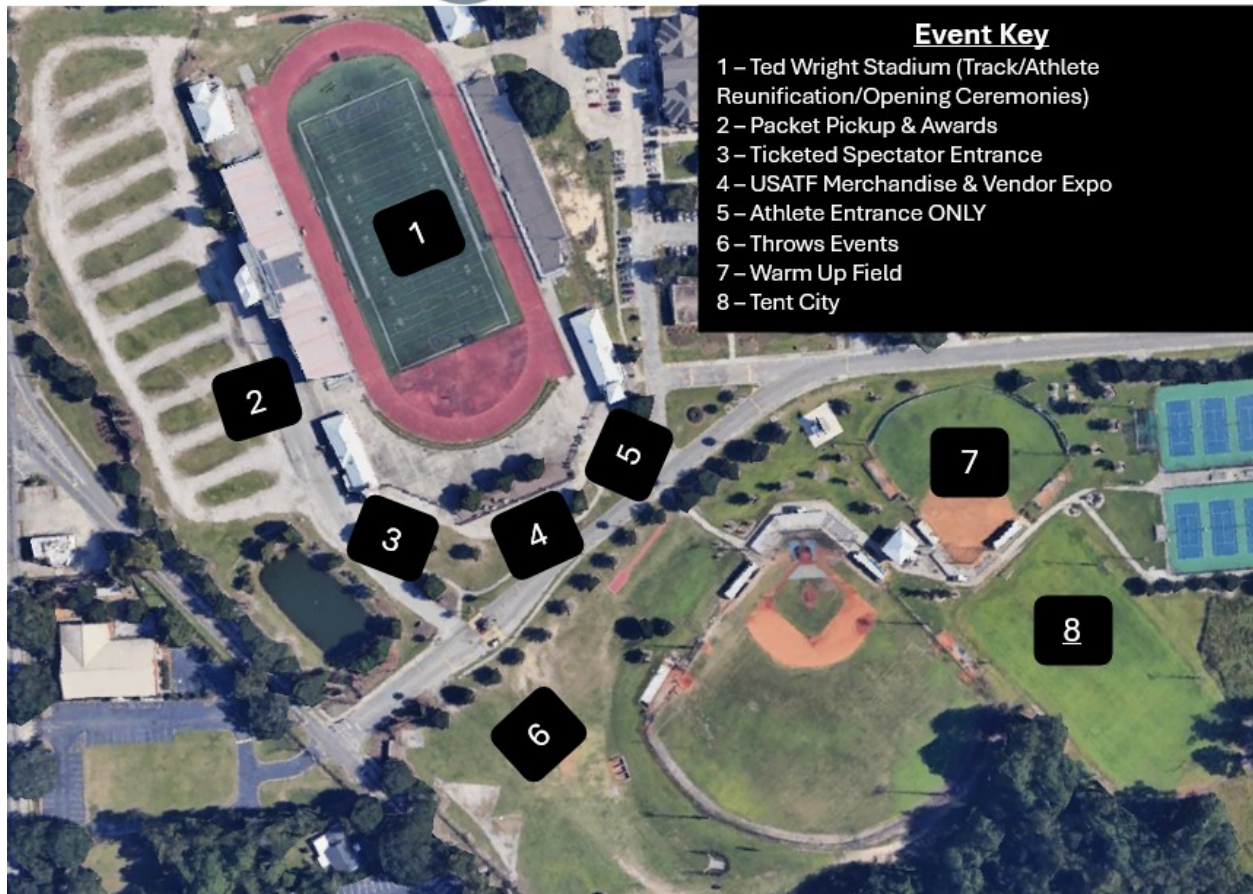 Event Key
1 – Ted Wright Stadium (Track/Athlete
Reunification/Opening Ceremonies)
2 – Packet Pickup & Awards
3 – Ticketed Spectator Entrance
4 – USATF Merchandise & Vendor Expo
5 – Athlete Entrance ONLY
6 – Throws Events
7 – Warm Up Field
8 – Tent City
1
2
3
4
5
6
7
8